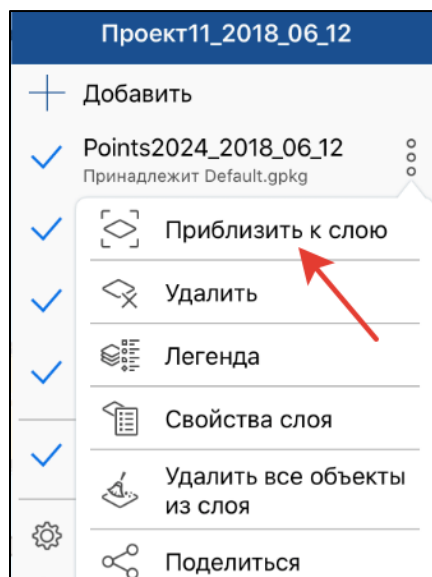 Проект11_2018_06_12
Добавить
Points2024_2018_06_12
Принадлежит Default.gpkg
Приблизить к слою
Удалить
Легенда
Свойства слоя
Удалить все объекты
из слоя
Поделиться